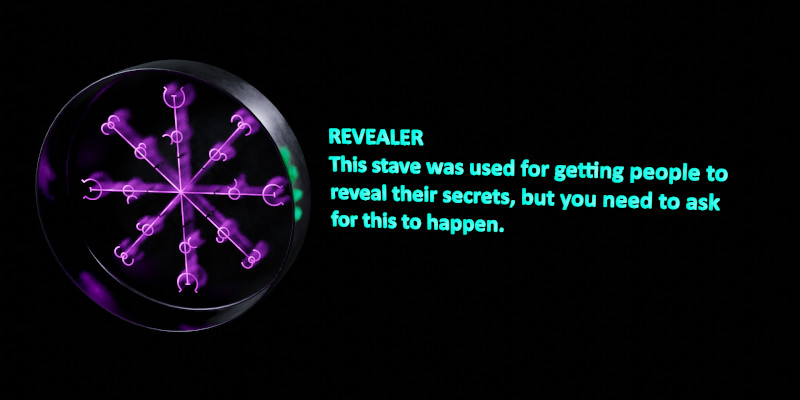 REVEALER
This stave was used for getting people to
reveal their secrets, but you need to ask
for this to happen.